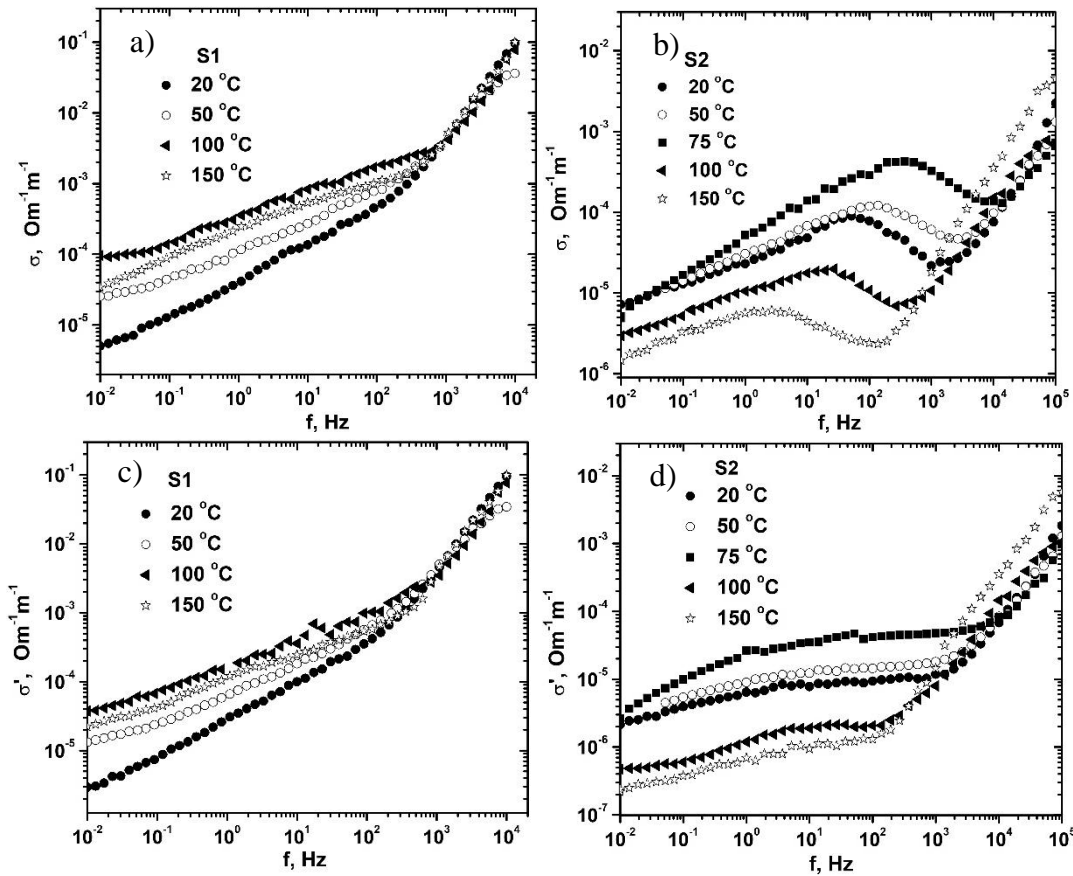 a)
S1
20 °C
50 °C
100 °C
150 °C
σ, Om⁻¹m⁻¹
10⁻¹
10⁻²
10⁻³
10⁻⁴
10⁻⁵
10⁻² 10⁻¹ 10⁰ 10¹ 10² 10³ 10⁴
f, Hz
b)
S2
20 °C
50 °C
75 °C
100 °C
150 °C
σ, Om⁻¹m⁻¹
10⁻²
10⁻³
10⁻⁴
10⁻⁵
10⁻⁶
10⁻² 10⁻¹ 10⁰ 10¹ 10² 10³ 10⁴ 10⁵
f, Hz
c)
S1
20 °C
50 °C
100 °C
150 °C
σ', Om⁻¹m⁻¹
10⁻¹
10⁻²
10⁻³
10⁻⁴
10⁻⁵
10⁻² 10⁻¹ 10⁰ 10¹ 10² 10³ 10⁴
f, Hz
d)
S2
20 °C
50 °C
75 °C
100 °C
150 °C
σ', Om⁻¹m⁻¹
10⁻²
10⁻³
10⁻⁴
10⁻⁵
10⁻⁶
10⁻⁷
10⁻² 10⁻¹ 10⁰ 10¹ 10² 10³ 10⁴ 10⁵
f, Hz